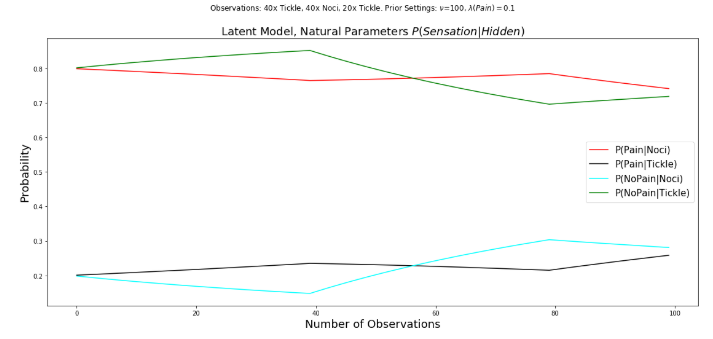 Observations: 40x Tickle, 40x Noci, 20x Tickle. Prior Settings: ν=100, λ(Pain)=0.1
Latent Model, Natural Parameters P(Sensation|Hidden)
Probability
0.8
0.7
0.6
0.5
0.4
0.3
0.2
P(Pain|Noci)
P(Pain|Tickle)
P(NoPain|Noci)
P(NoPain|Tickle)
0 20 40 60 80 100
Number of Observations